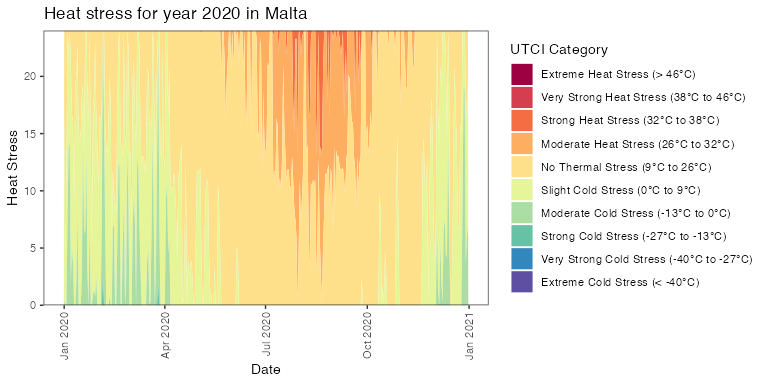 Heat stress for year 2020 in Malta
Heat Stress
20
15
10
5
0
Jan 2020
Apr 2020
Jul 2020
Oct 2020
Jan 2021
Date
UTCI Category
Extreme Heat Stress (> 46°C)
Very Strong Heat Stress (38°C to 46°C)
Strong Heat Stress (32°C to 38°C)
Moderate Heat Stress (26°C to 32°C)
No Thermal Stress (9°C to 26°C)
Slight Cold Stress (0°C to 9°C)
Moderate Cold Stress (-13°C to 0°C)
Strong Cold Stress (-27°C to -13°C)
Very Strong Cold Stress (-40°C to -27°C)
Extreme Cold Stress (< -40°C)